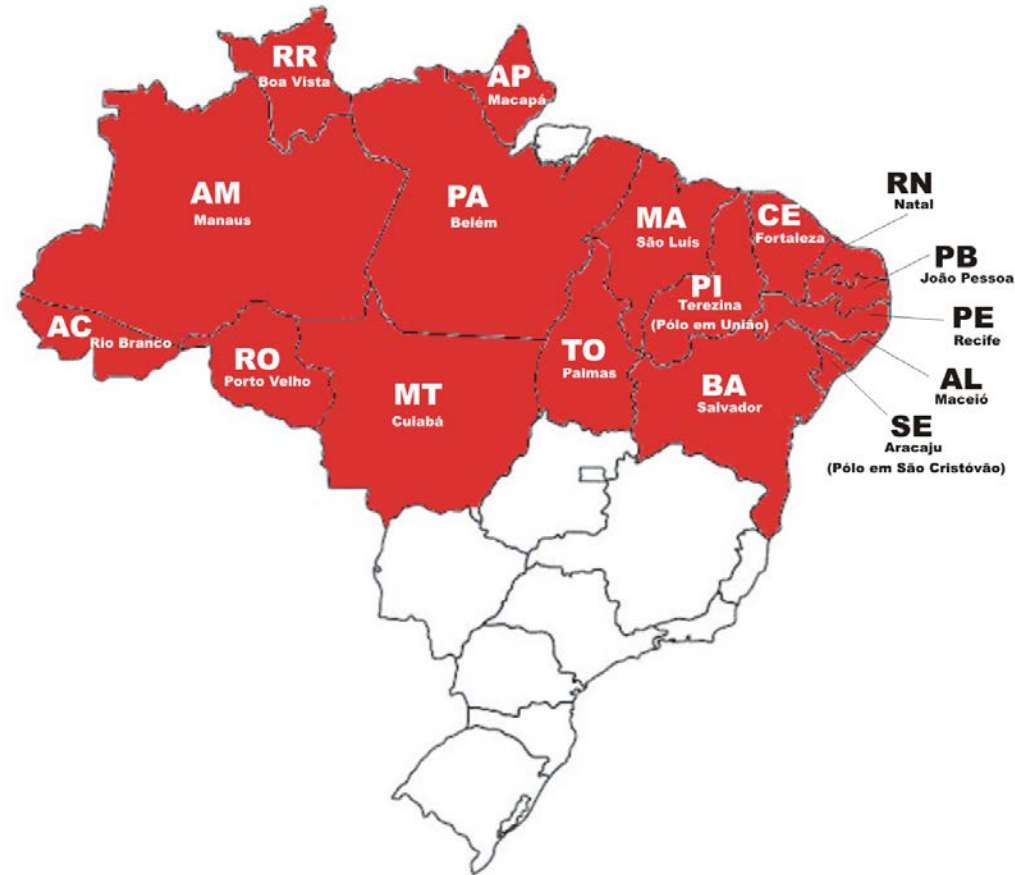 RR
Boa Vista
AP
Macapá
AM
Manaus
PA
Belém
MA
São Luís
CE
Fortaleza
RN
Natal
PB
João Pessoa
PI
Terezina
(Pólo em União)
PE
Recife
AC
Rio Branco
RO
Porto Velho
MT
Cuiabá
TO
Palmas
BA
Salvador
AL
Maceió
SE
Aracaju
(Pólo em São Cristóvão)